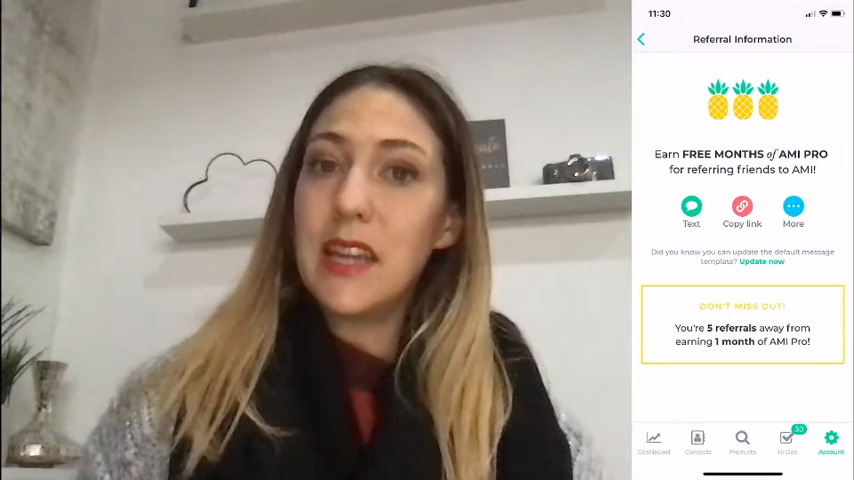 11:30
Referral Information
Earn FREE MONTHS of AMI PRO
for referring friends to AMI!
Text
Copy link
More
Did you know you can update the default message
template? Update now
DON'T MISS OUT!
You're 5 referrals away from
earning 1 month of AMI Pro!
Dashboard
Contacts
Products
To Dos
Account